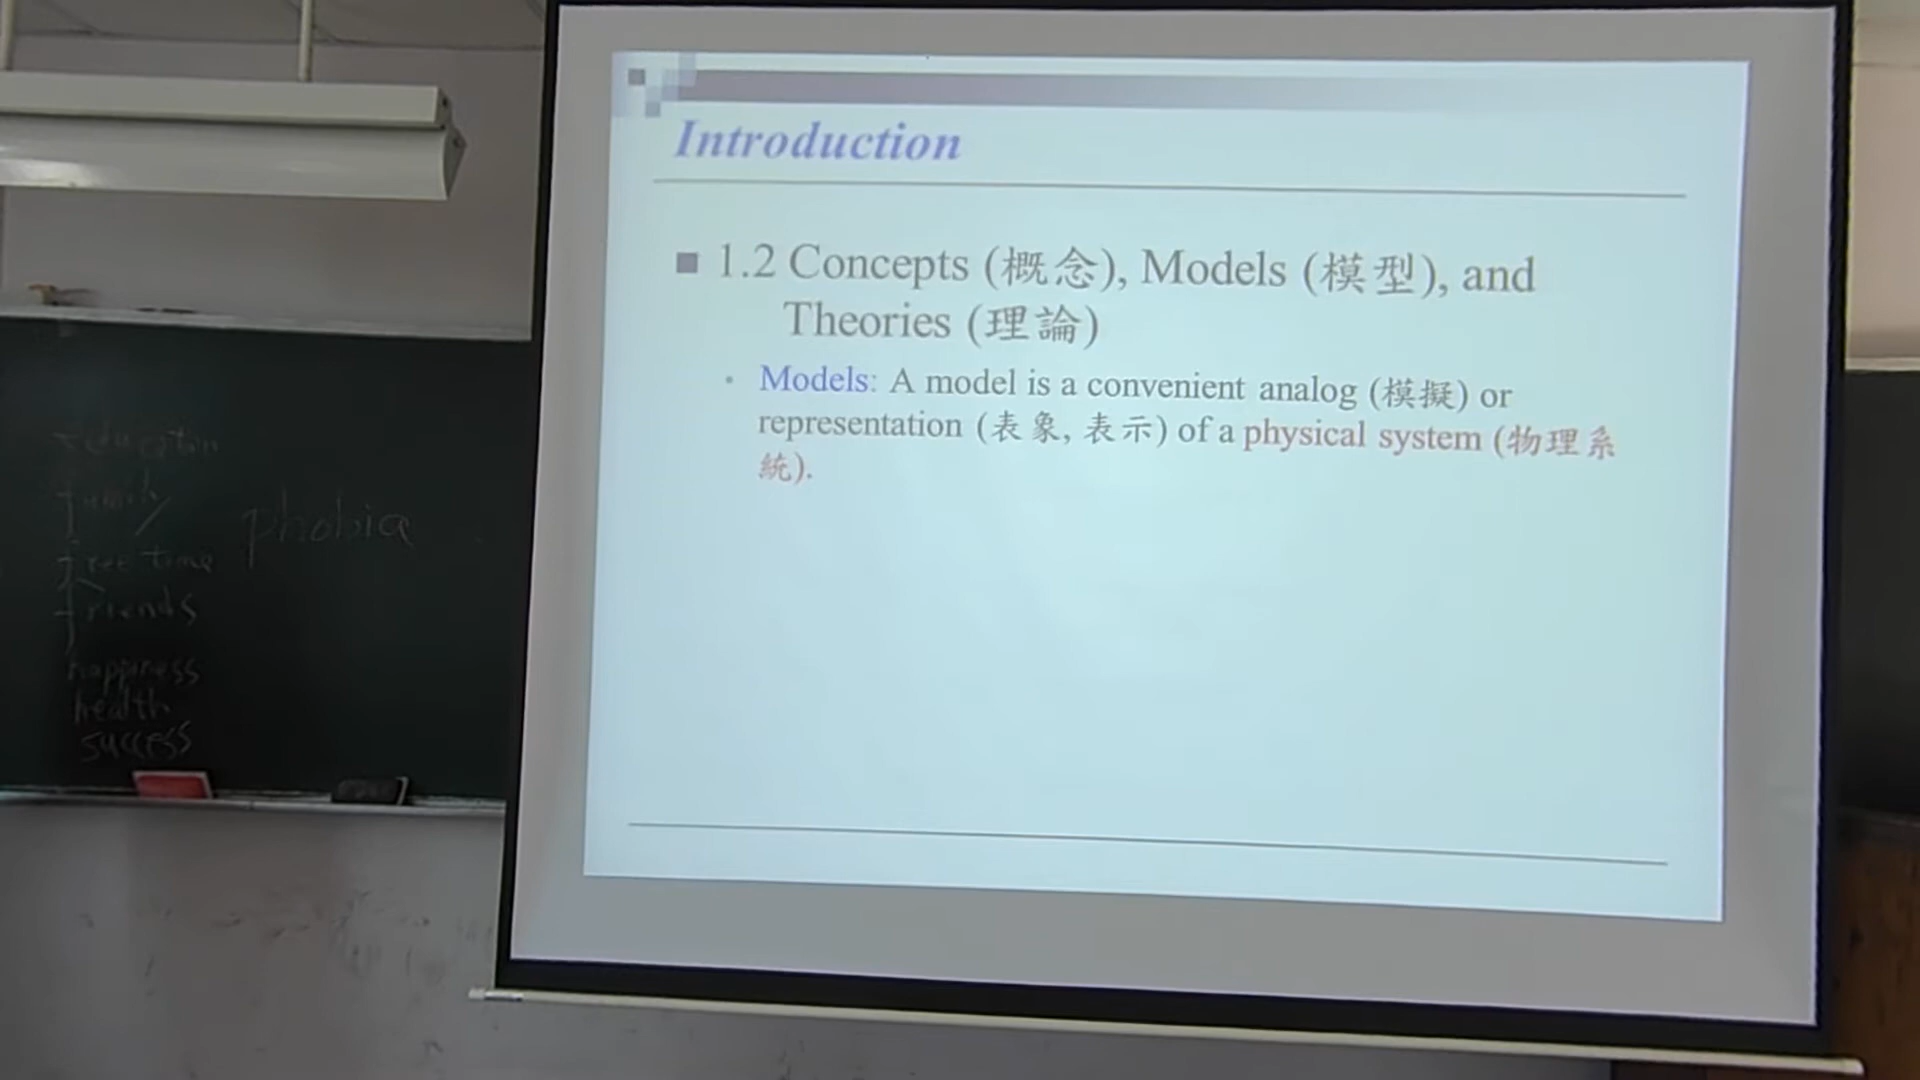 Introduction
1.2 Concepts (概念), Models (模型), and
Theories (理論)
Models: A model is a convenient analog (模擬) or
representation (表象, 表示) of a physical system (物理系
統).
education
family
phobia
free time
friends
happiness
health
success